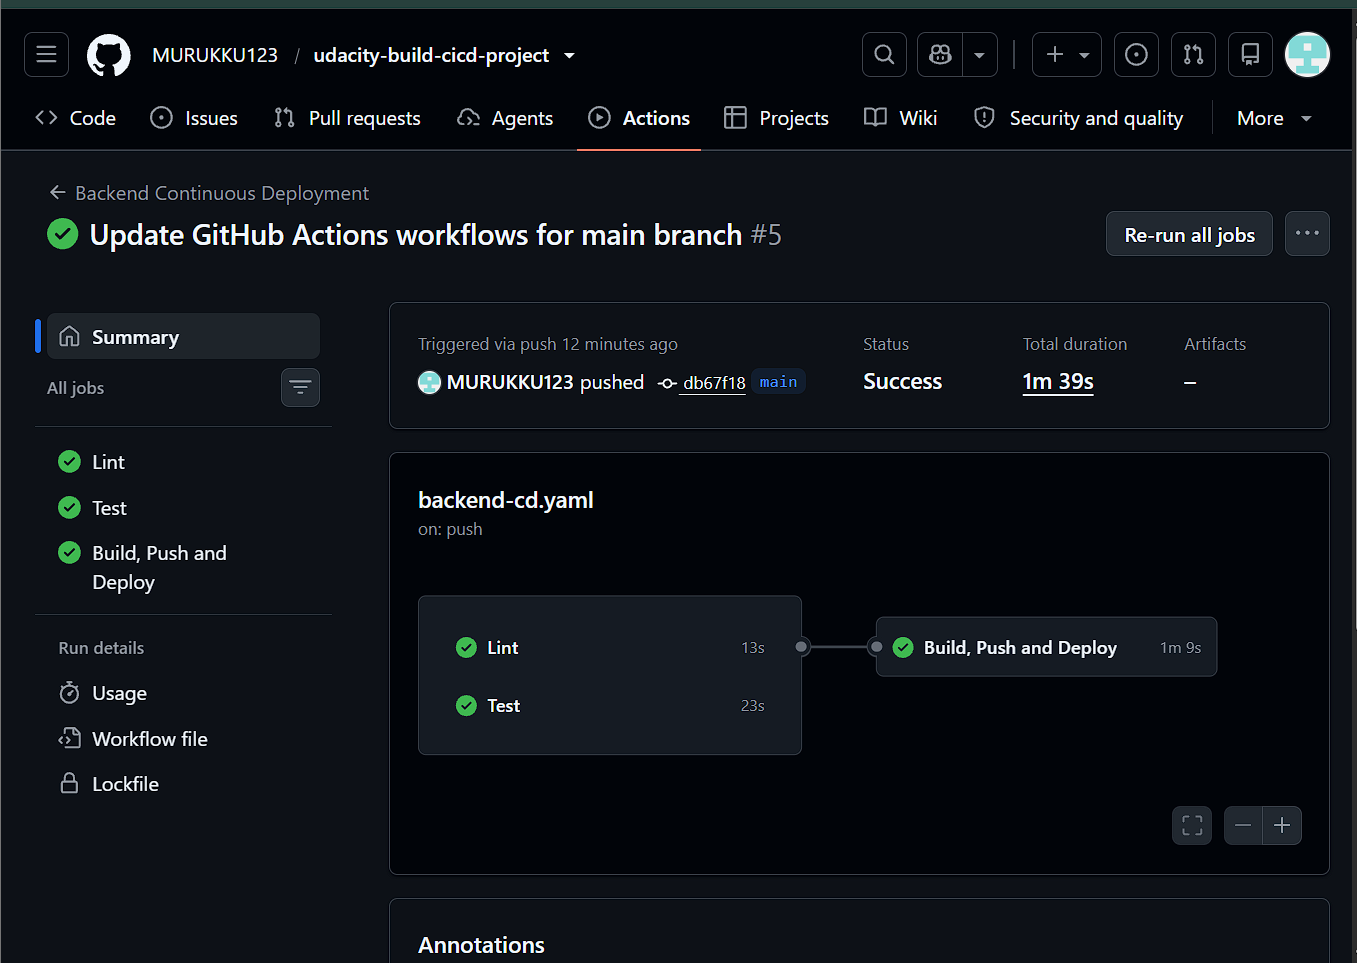 MURUKKU123 / udacity-build-cicd-project
Code Issues Pull requests Agents Actions Projects Wiki Security and quality More
Backend Continuous Deployment
Update GitHub Actions workflows for main branch #5
Re-run all jobs
Summary
All jobs
Lint
Test
Build, Push and
Deploy
Run details
Usage
Workflow file
Lockfile
Triggered via push 12 minutes ago
MURUKKU123 pushed db67f18 main
Status
Success
Total duration
1m 39s
Artifacts
–
backend-cd.yaml
on: push
Lint 13s
Test 23s
Build, Push and Deploy 1m 9s
Annotations